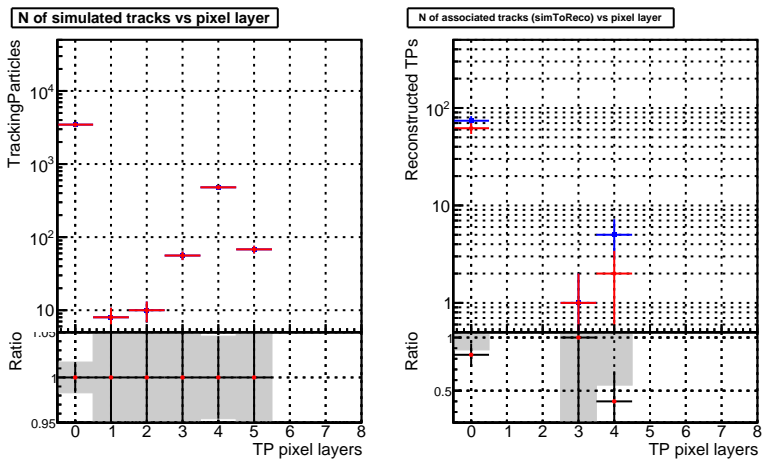 N of simulated tracks vs pixel layer
TrackingParticles
10^4
10^3
10^2
10
1.05
Ratio
1
0.95
0 1 2 3 4 5 6 7 8
TP pixel layers
N of associated tracks (simToReco) vs pixel layer
Reconstructed TPs
10^2
10
1
Ratio
1
0.5
0 1 2 3 4 5 6 7 8
TP pixel layers